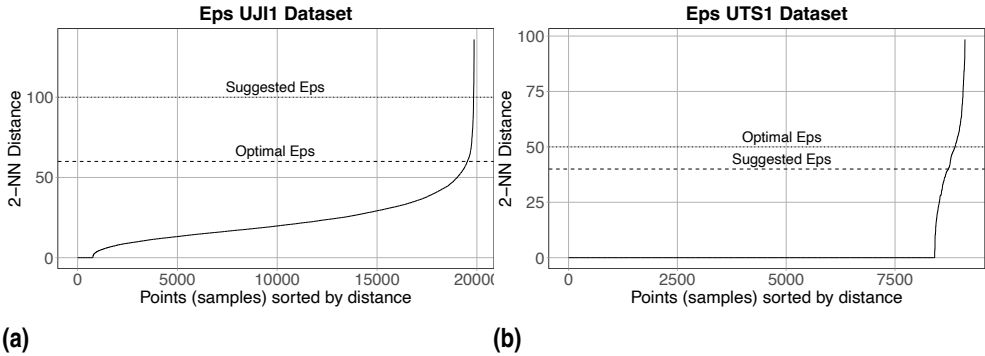 Eps UJI1 Dataset
2−NN Distance
100
50
0
Suggested Eps
Optimal Eps
0 5000 10000 15000 20000
Points (samples) sorted by distance
(a)
Eps UTS1 Dataset
2−NN Distance
100
75
50
25
0
Optimal Eps
Suggested Eps
0 2500 5000 7500
Points (samples) sorted by distance
(b)